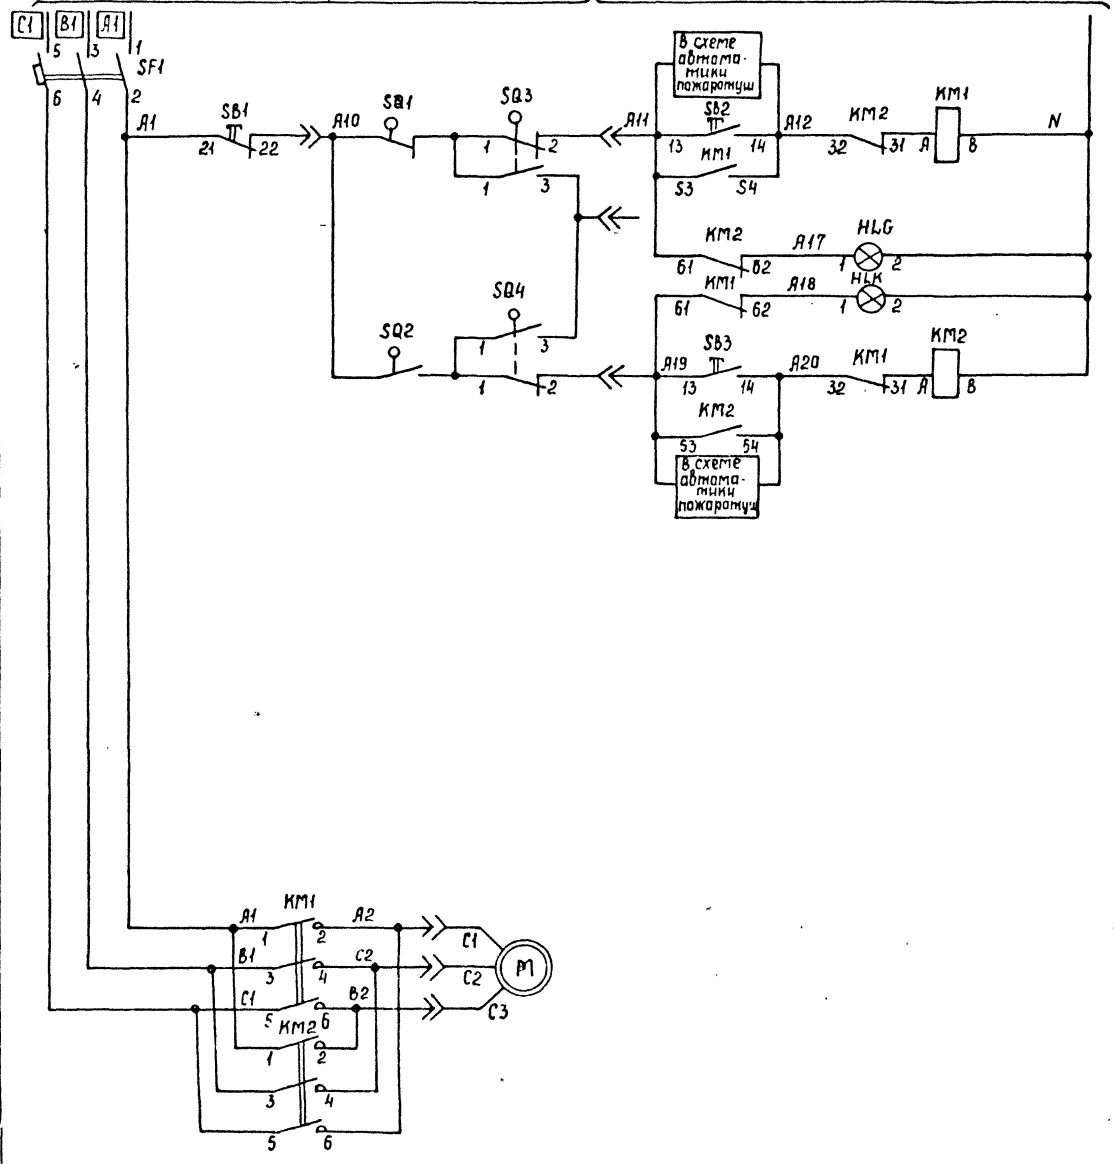 C1 B1 A1
5 3 1
SF1
6 4 2
A1
SB1
21 22
A10
SQ1
SQ3
1 2
1 3
A11
В схеме
автома-
тики
пожаротуш
SB2
13 14
KM1
53 54
A12
KM2
32 31
KM1
A B
N
KM2
61 62
A17
HLG
1 2
KM1
61 62
A18
HLK
1 2
SQ2
SQ4
1 3
1 2
A19
SB3
13 14
A20
KM1
32 31
KM2
A B
KM2
53 54
В схеме
автома-
тики
пожаротуш
KM1
A1 1 2 A2
B1 3 4 C2
C1 5 6 B2
C1
C2
C3
M
KM2
1 2
3 4
5 6